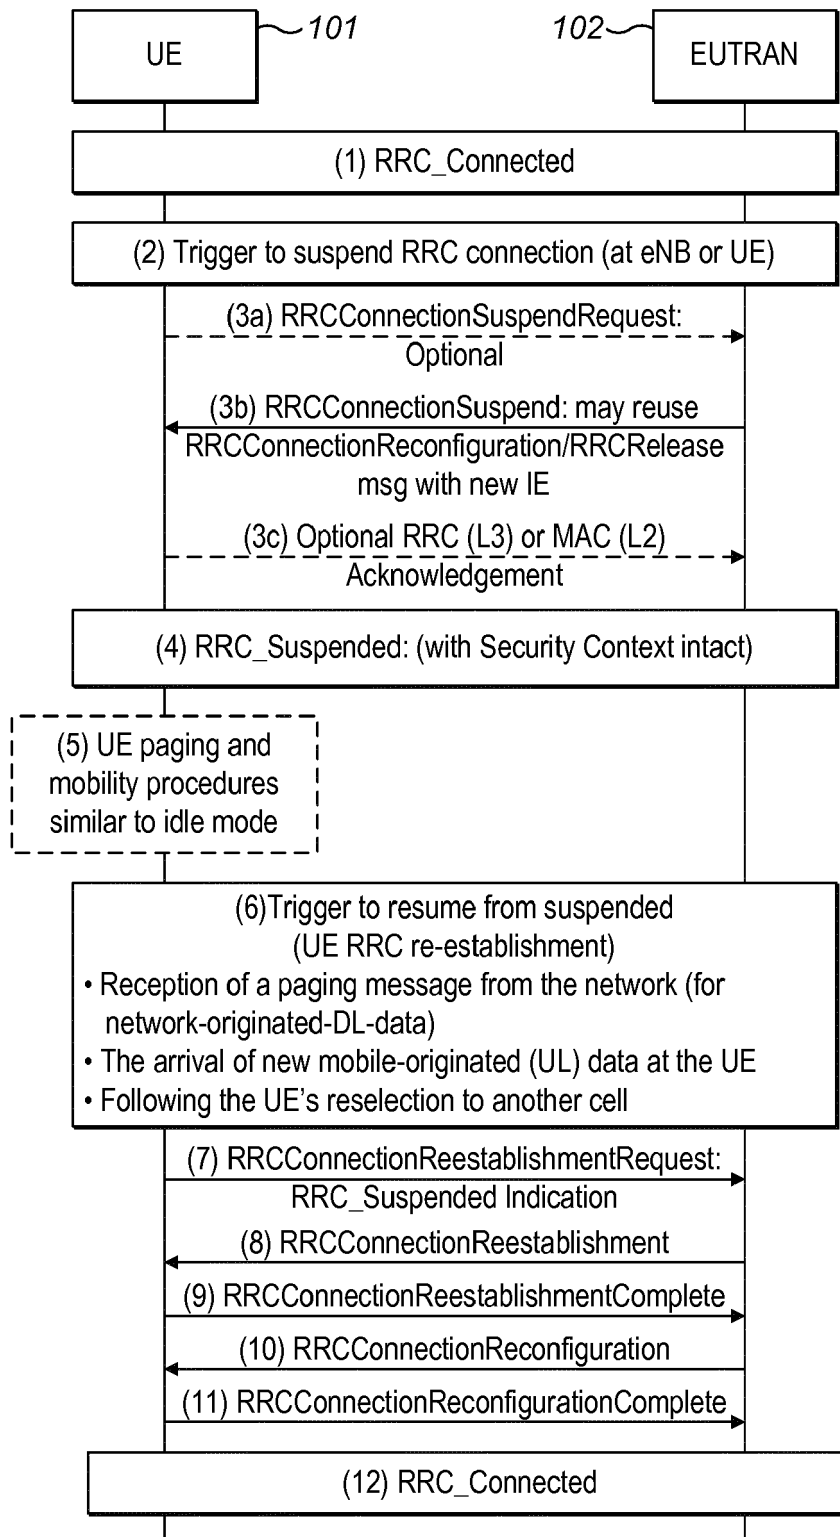 101
102
UE
EUTRAN
(1) RRC_Connected
(2) Trigger to suspend RRC connection (at eNB or UE)
(3a) RRCConnectionSuspendRequest:
Optional
(3b) RRCConnectionSuspend: may reuse
RRCConnectionReconfiguration/RRCRelease
msg with new IE
(3c) Optional RRC (L3) or MAC (L2)
Acknowledgement
(4) RRC_Suspended: (with Security Context intact)
(5) UE paging and
mobility procedures
similar to idle mode
(6)Trigger to resume from suspended
(UE RRC re-establishment)
• Reception of a paging message from the network (for
network-originated-DL-data)
• The arrival of new mobile-originated (UL) data at the UE
• Following the UE's reselection to another cell
(7) RRCConnectionReestablishmentRequest:
RRC_Suspended Indication
(8) RRCConnectionReestablishment
(9) RRCConnectionReestablishmentComplete
(10) RRCConnectionReconfiguration
(11) RRCConnectionReconfigurationComplete
(12) RRC_Connected